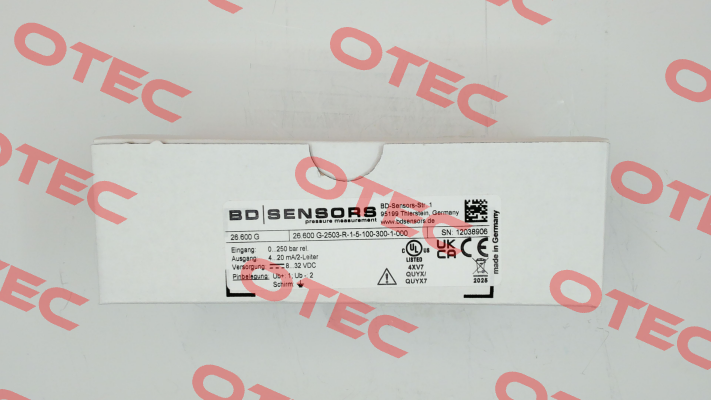 BD|SENSORS
pressure measurement
BD-Sensors-Str. 1
95199 Thierstein, Germany
www.bdsensors.de
26.600 G
26.600 G-2503-R-1-5-100-300-1-000
SN: 12038906
Eingang: 0...250 bar rel.
Ausgang: 4...20 mA/2-Leiter
Versorgung: 8...32 VDC
Pinbelegung: Ub+ 1; Ub - 2
Schirm
C UL US
LISTED
4XV7
QUYX/
QUYX7
UK
CA
CE
2025
made in Germany
OTEC
OTEC
OTEC
OTEC
OTEC
OTEC
OTEC
OTEC
OTEC
OTEC